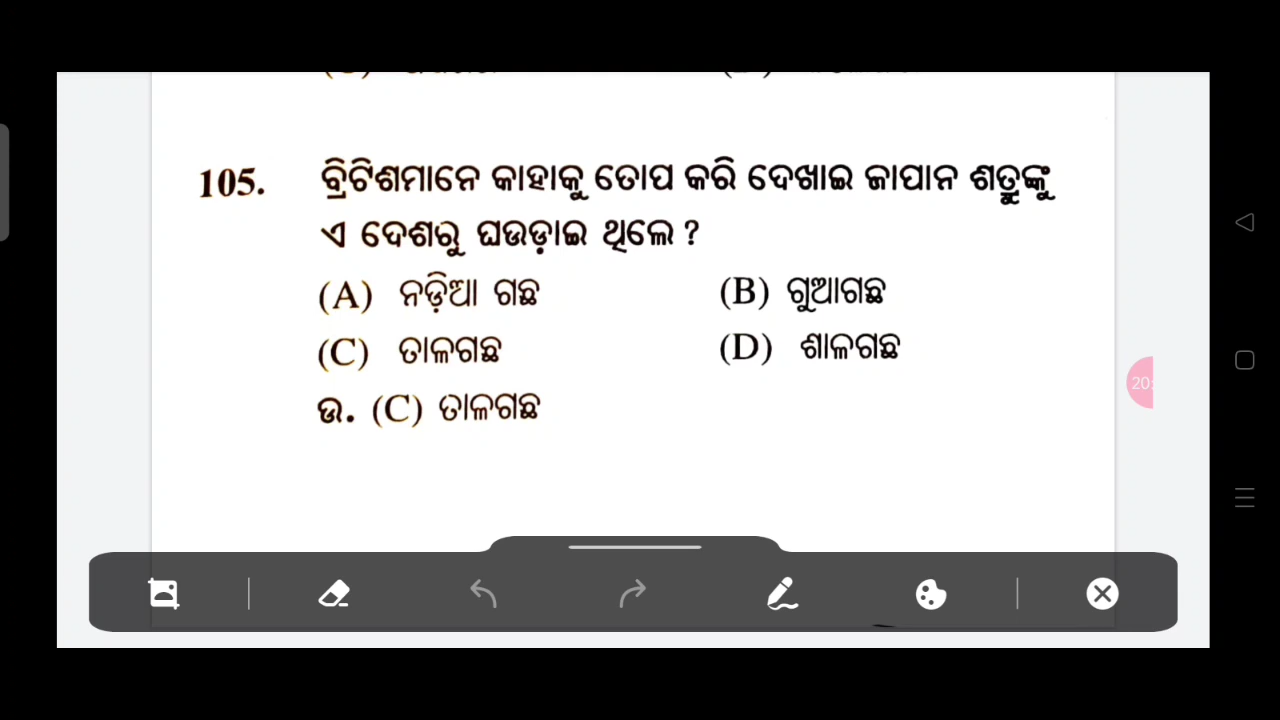 105. ବ୍ରିଟିଶମାନେ କାହାକୁ ତୋପ କରି ଦେଖାଇ ଜାପାନ ଶତ୍ରୁଙ୍କୁ
ଏ ଦେଶରୁ ଘଉଡ଼ାଇ ଥିଲେ ?
(A) ନଡ଼ିଆ ଗଛ (B) ଗୁଆଗଛ
(C) ତାଳଗଛ (D) ଶାଳଗଛ
ଉ. (C) ତାଳଗଛ